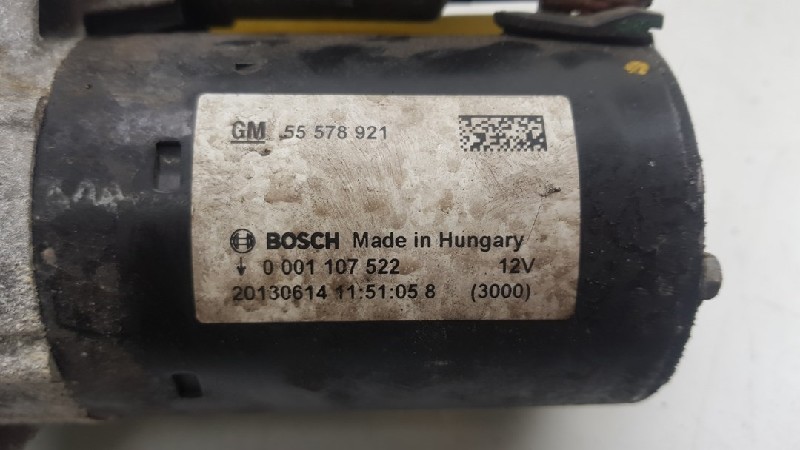 GM 55 578 921
BOSCH Made in Hungary
0 001 107 522 12V
20130614 11:51:05 8 (3000)